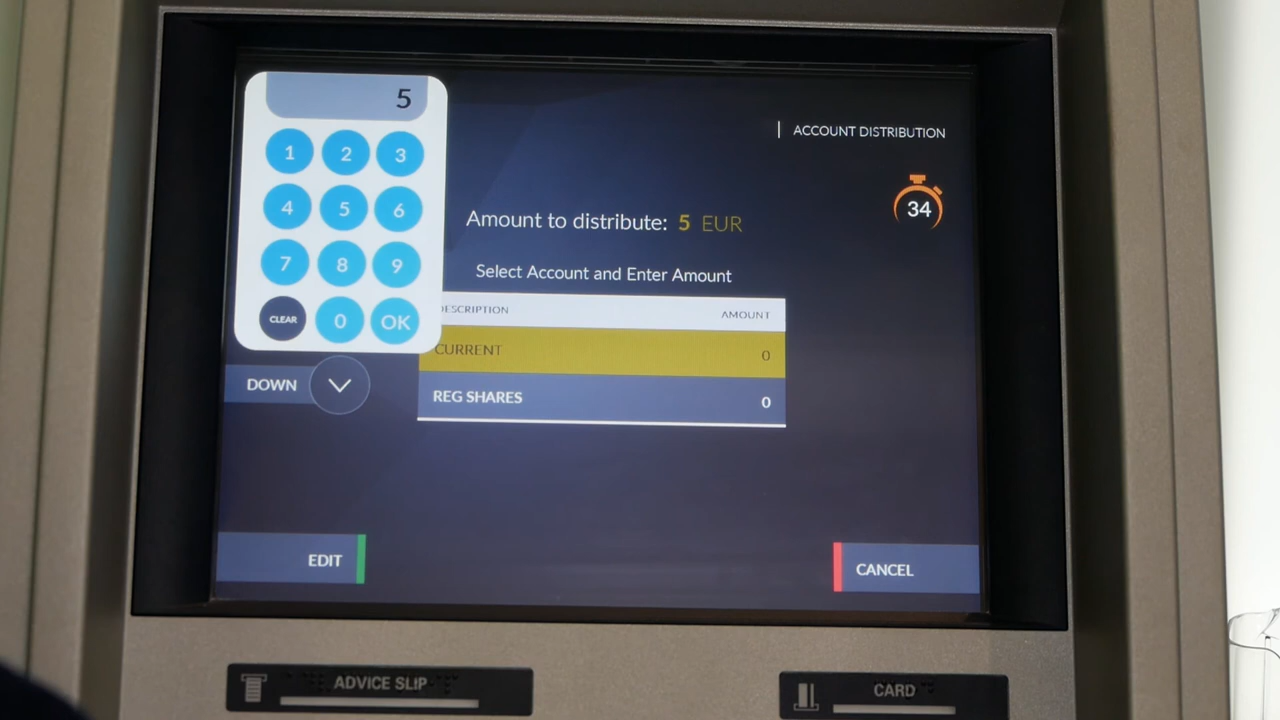 5
1 2 3
4 5 6
7 8 9
CLEAR 0 OK
ACCOUNT DISTRIBUTION
34
Amount to distribute: 5 EUR
Select Account and Enter Amount
DESCRIPTION AMOUNT
CURRENT 0
REG SHARES 0
DOWN
EDIT
CANCEL
ADVICE SLIP
CARD